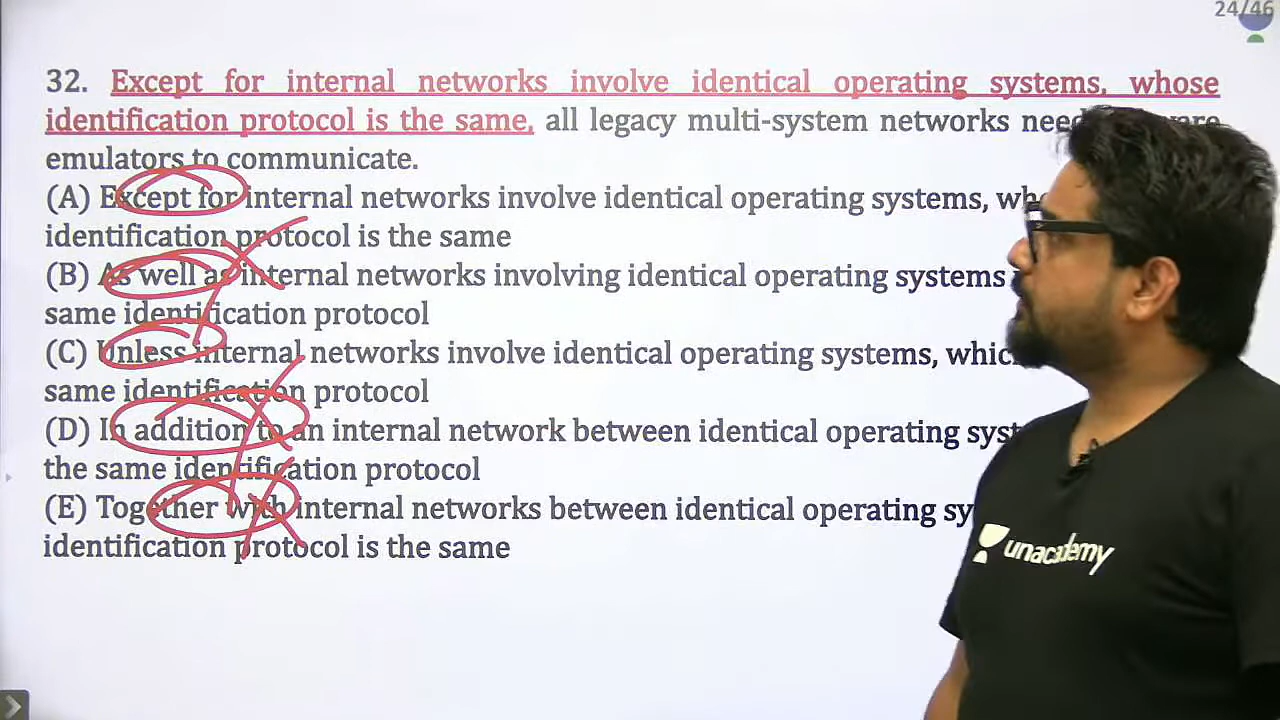 24/46
32. Except for internal networks involve identical operating systems, whose
identification protocol is the same, all legacy multi-system networks
emulators to communicate.
(A) Except for internal networks involve identical operating systems,
identification protocol is the same
(B) As well as internal networks involving identical operating systems
same identification protocol
(C) Unless internal networks involve identical operating systems,
same identification protocol
(D) In addition to an internal network between identical operating
the same identification protocol
(E) Together with internal networks between identical operating
identification protocol is the same
unacademy